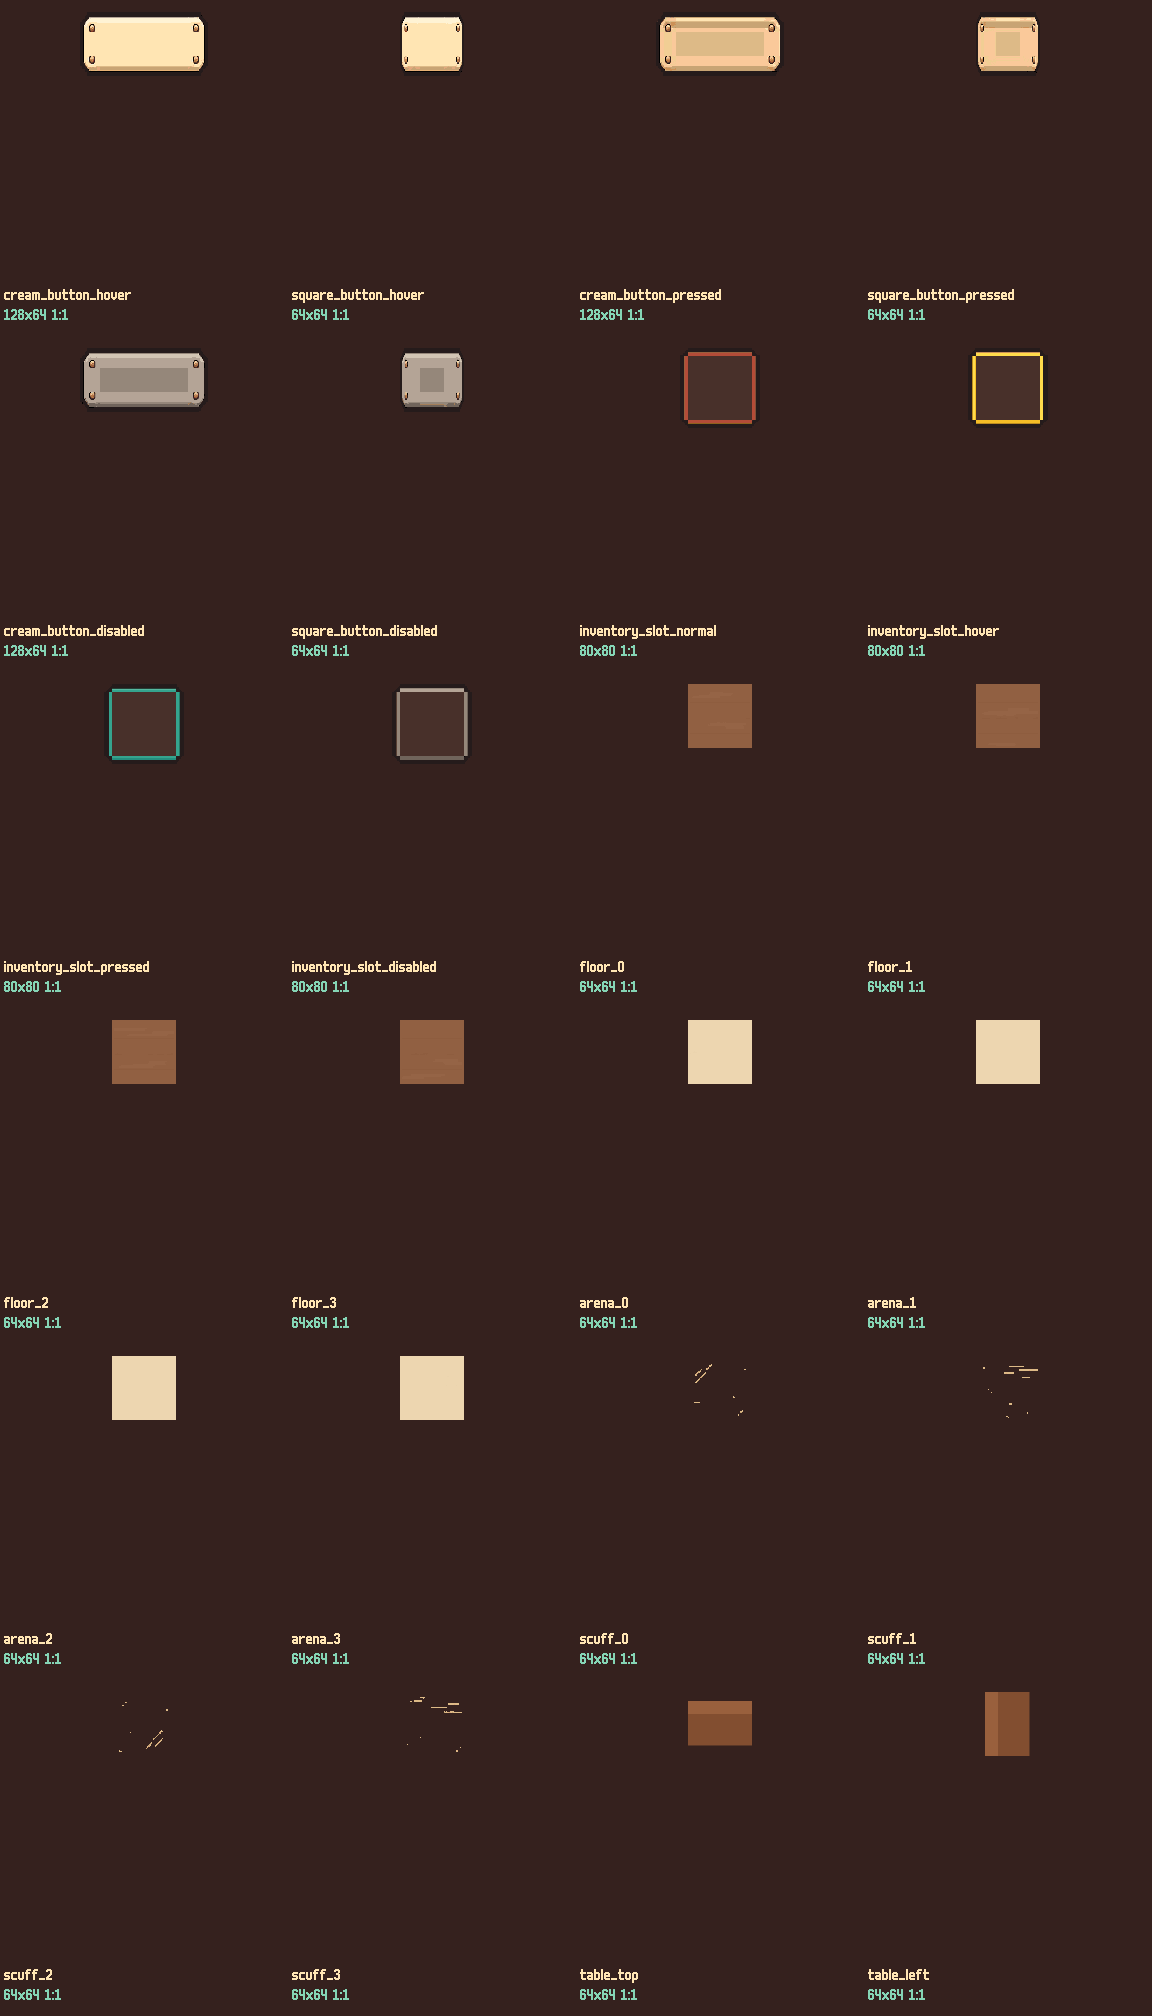 cream_button_hover
128x64 1:1
square_button_hover
64x64 1:1
cream_button_pressed
128x64 1:1
square_button_pressed
64x64 1:1
cream_button_disabled
128x64 1:1
square_button_disabled
64x64 1:1
inventory_slot_normal
80x80 1:1
inventory_slot_hover
80x80 1:1
inventory_slot_pressed
80x80 1:1
inventory_slot_disabled
80x80 1:1
floor_0
64x64 1:1
floor_1
64x64 1:1
floor_2
64x64 1:1
floor_3
64x64 1:1
arena_0
64x64 1:1
arena_1
64x64 1:1
arena_2
64x64 1:1
arena_3
64x64 1:1
scuff_0
64x64 1:1
scuff_1
64x64 1:1
scuff_2
64x64 1:1
scuff_3
64x64 1:1
table_top
64x64 1:1
table_left
64x64 1:1